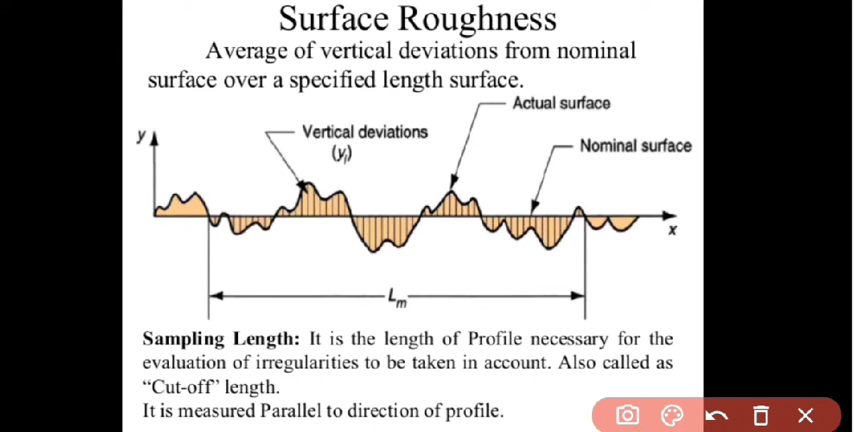 Surface Roughness
Average of vertical deviations from nominal
surface over a specified length surface.
Actual surface
y
Vertical deviations
(yᵢ)
Nominal surface
x
Lm
Sampling Length: It is the length of Profile necessary for the
evaluation of irregularities to be taken in account. Also called as
“Cut-off” length.
It is measured Parallel to direction of profile.